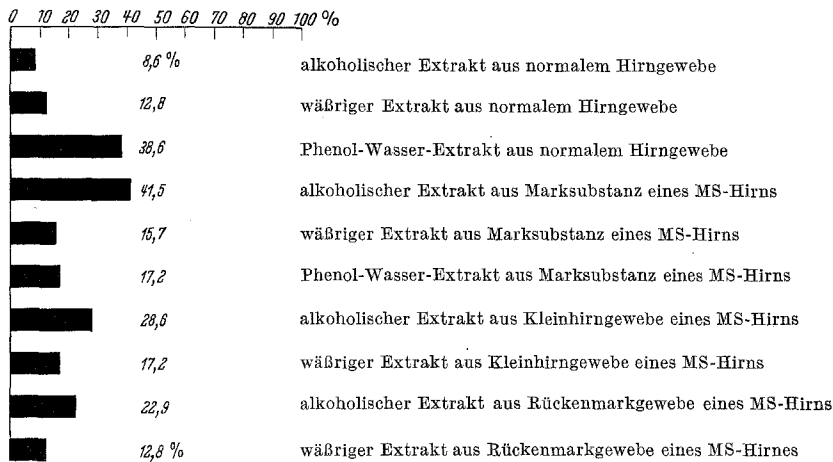 0 10 20 30 40 50 60 70 80 90 100 %
8,6 % alkoholischer Extrakt aus normalem Hirngewebe
12,8 wäßriger Extrakt aus normalem Hirngewebe
38,6 Phenol-Wasser-Extrakt aus normalem Hirngewebe
41,5 alkoholischer Extrakt aus Marksubstanz eines MS-Hirns
15,7 wäßriger Extrakt aus Marksubstanz eines MS-Hirns
17,2 Phenol-Wasser-Extrakt aus Marksubstanz eines MS-Hirns
28,6 alkoholischer Extrakt aus Kleinhirngewebe eines MS-Hirns
17,2 wäßriger Extrakt aus Kleinhirngewebe eines MS-Hirns
22,9 alkoholischer Extrakt aus Rückenmarkgewebe eines MS-Hirns
12,8 % wäßriger Extrakt aus Rückenmarkgewebe eines MS-Hirnes